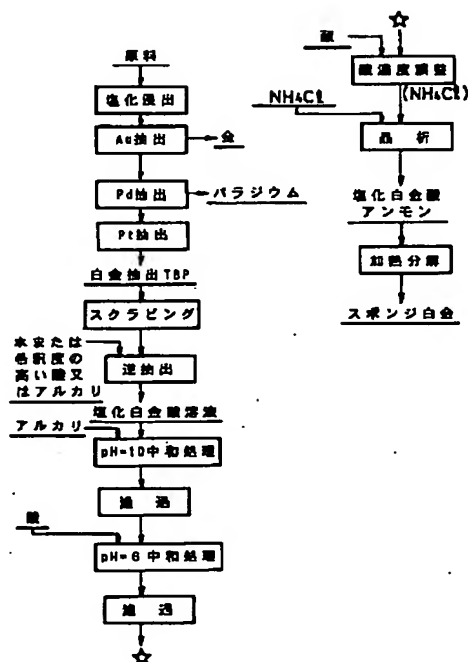 原料
塩化浸出
Au抽出
金
Pd抽出
パラジウム
Pt抽出
白金抽出TBP
スクラビング
水または
希釈度の
高い酸又
はアルカリ
逆抽出
塩化白金酸溶液
アルカリ
pH=10中和処理
濾過
酸
pH=6中和処理
濾過
☆
☆
酸
酸濃度調整
(NH4Cl)
NH4Cl
晶析
塩化白金酸
アンモン
加熱分解
スポンジ白金